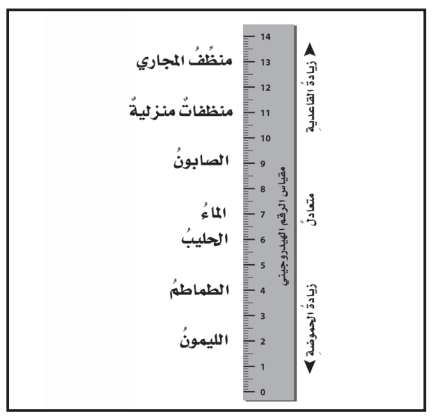 منظِّفُ المجاري
منظفاتٌ منزليةٌ
الصابونُ
الماءُ
الحليبُ
الطماطمُ
الليمونُ
14
13
12
11
10
9
8
7
6
5
4
3
2
1
0
مقياس الرقم الهيدروجيني
زيادةُ القاعديةِ
متعادلٌ
زيادةُ الحموضةِ